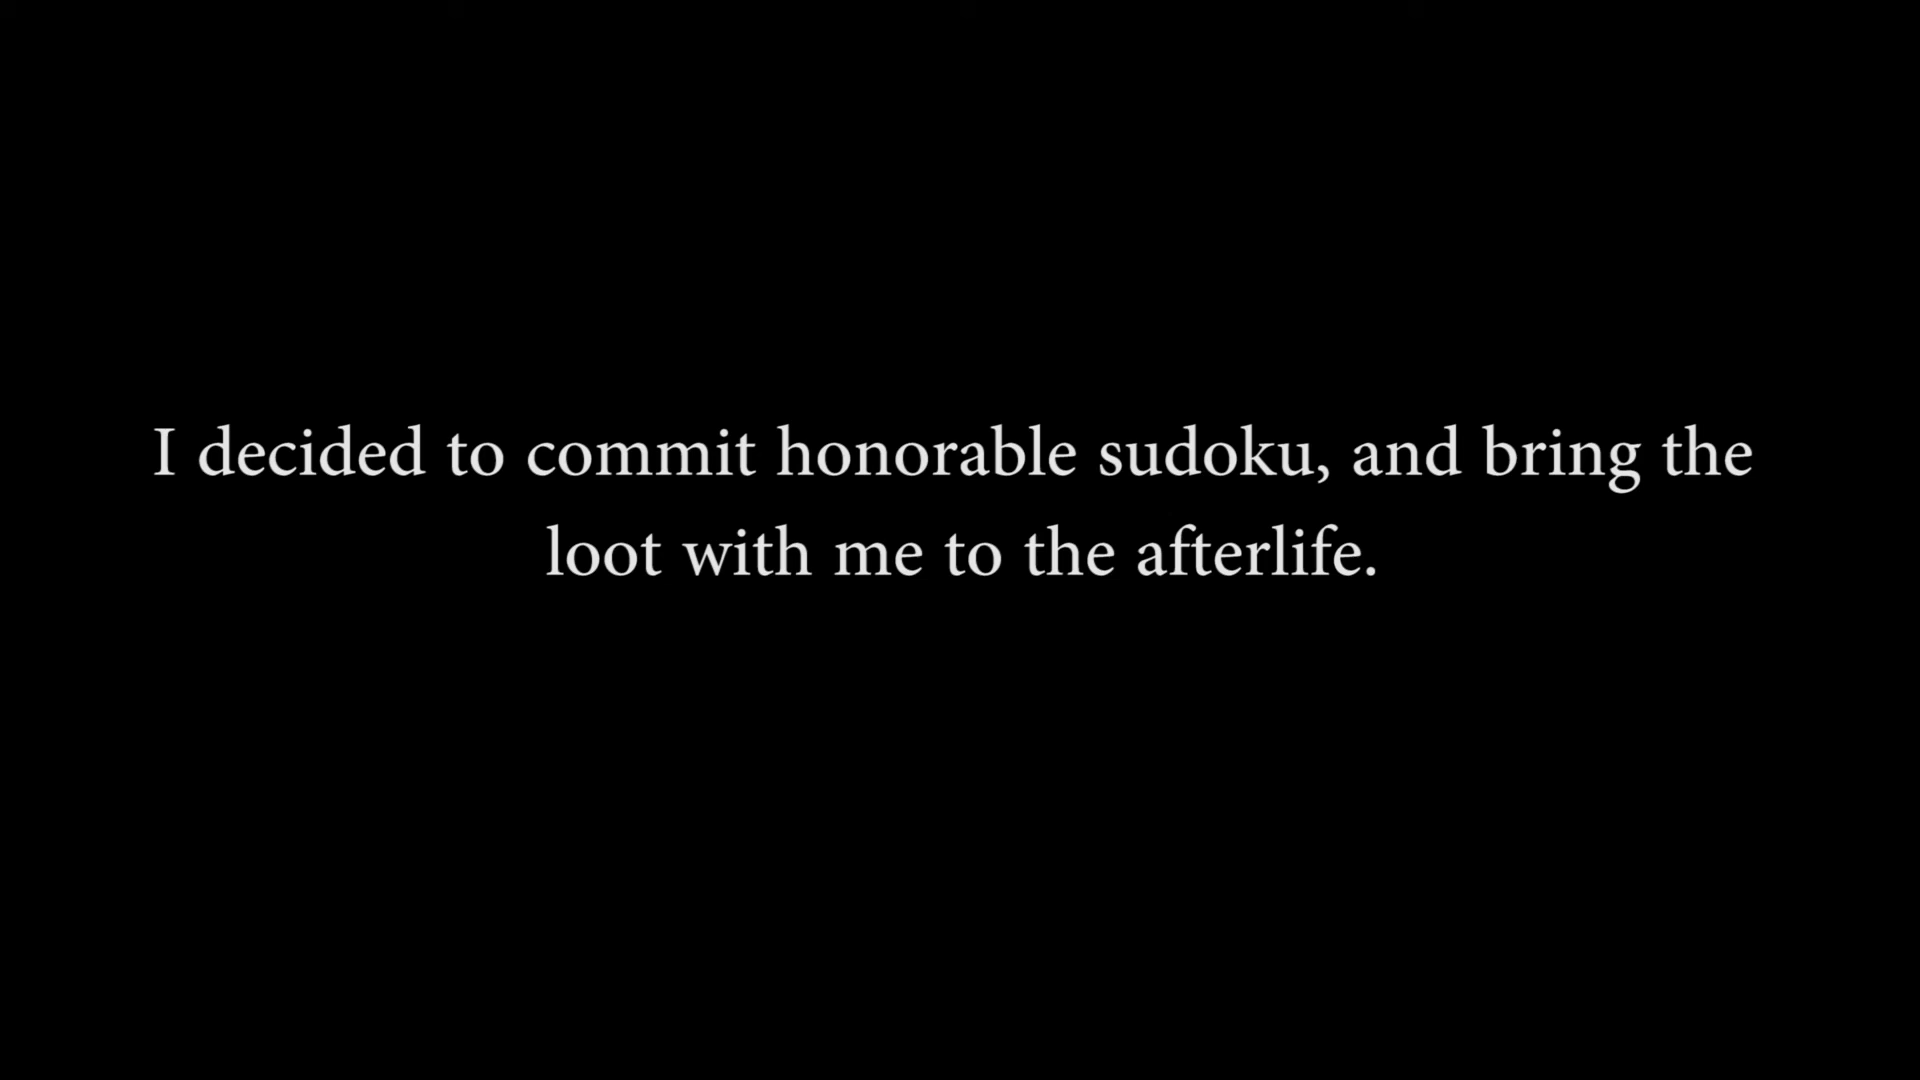 I decided to commit honorable sudoku, and bring the
loot with me to the afterlife.